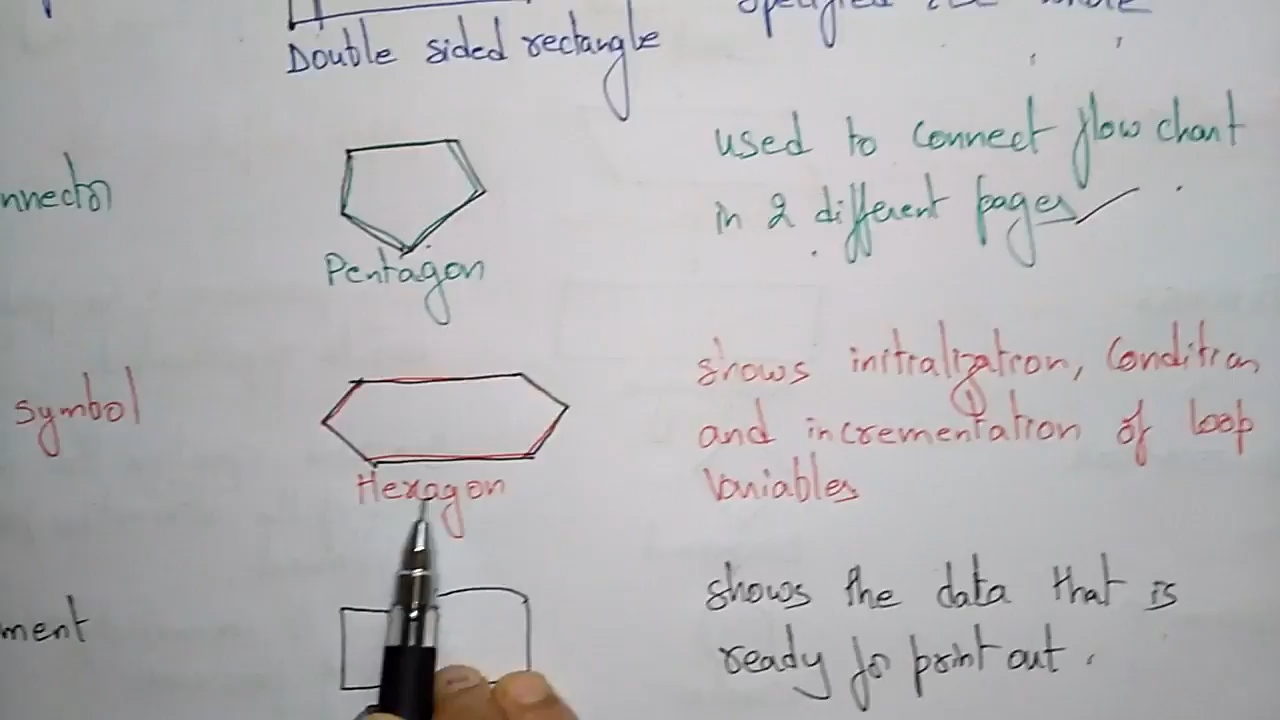 Double sided rectangle
used to connect flow chart
in 2 different pages
Pentagon
symbol
shows initialization, Condition
and incrementation of loop
Variables
Hexagon
ment
shows the data that is
ready for print out.